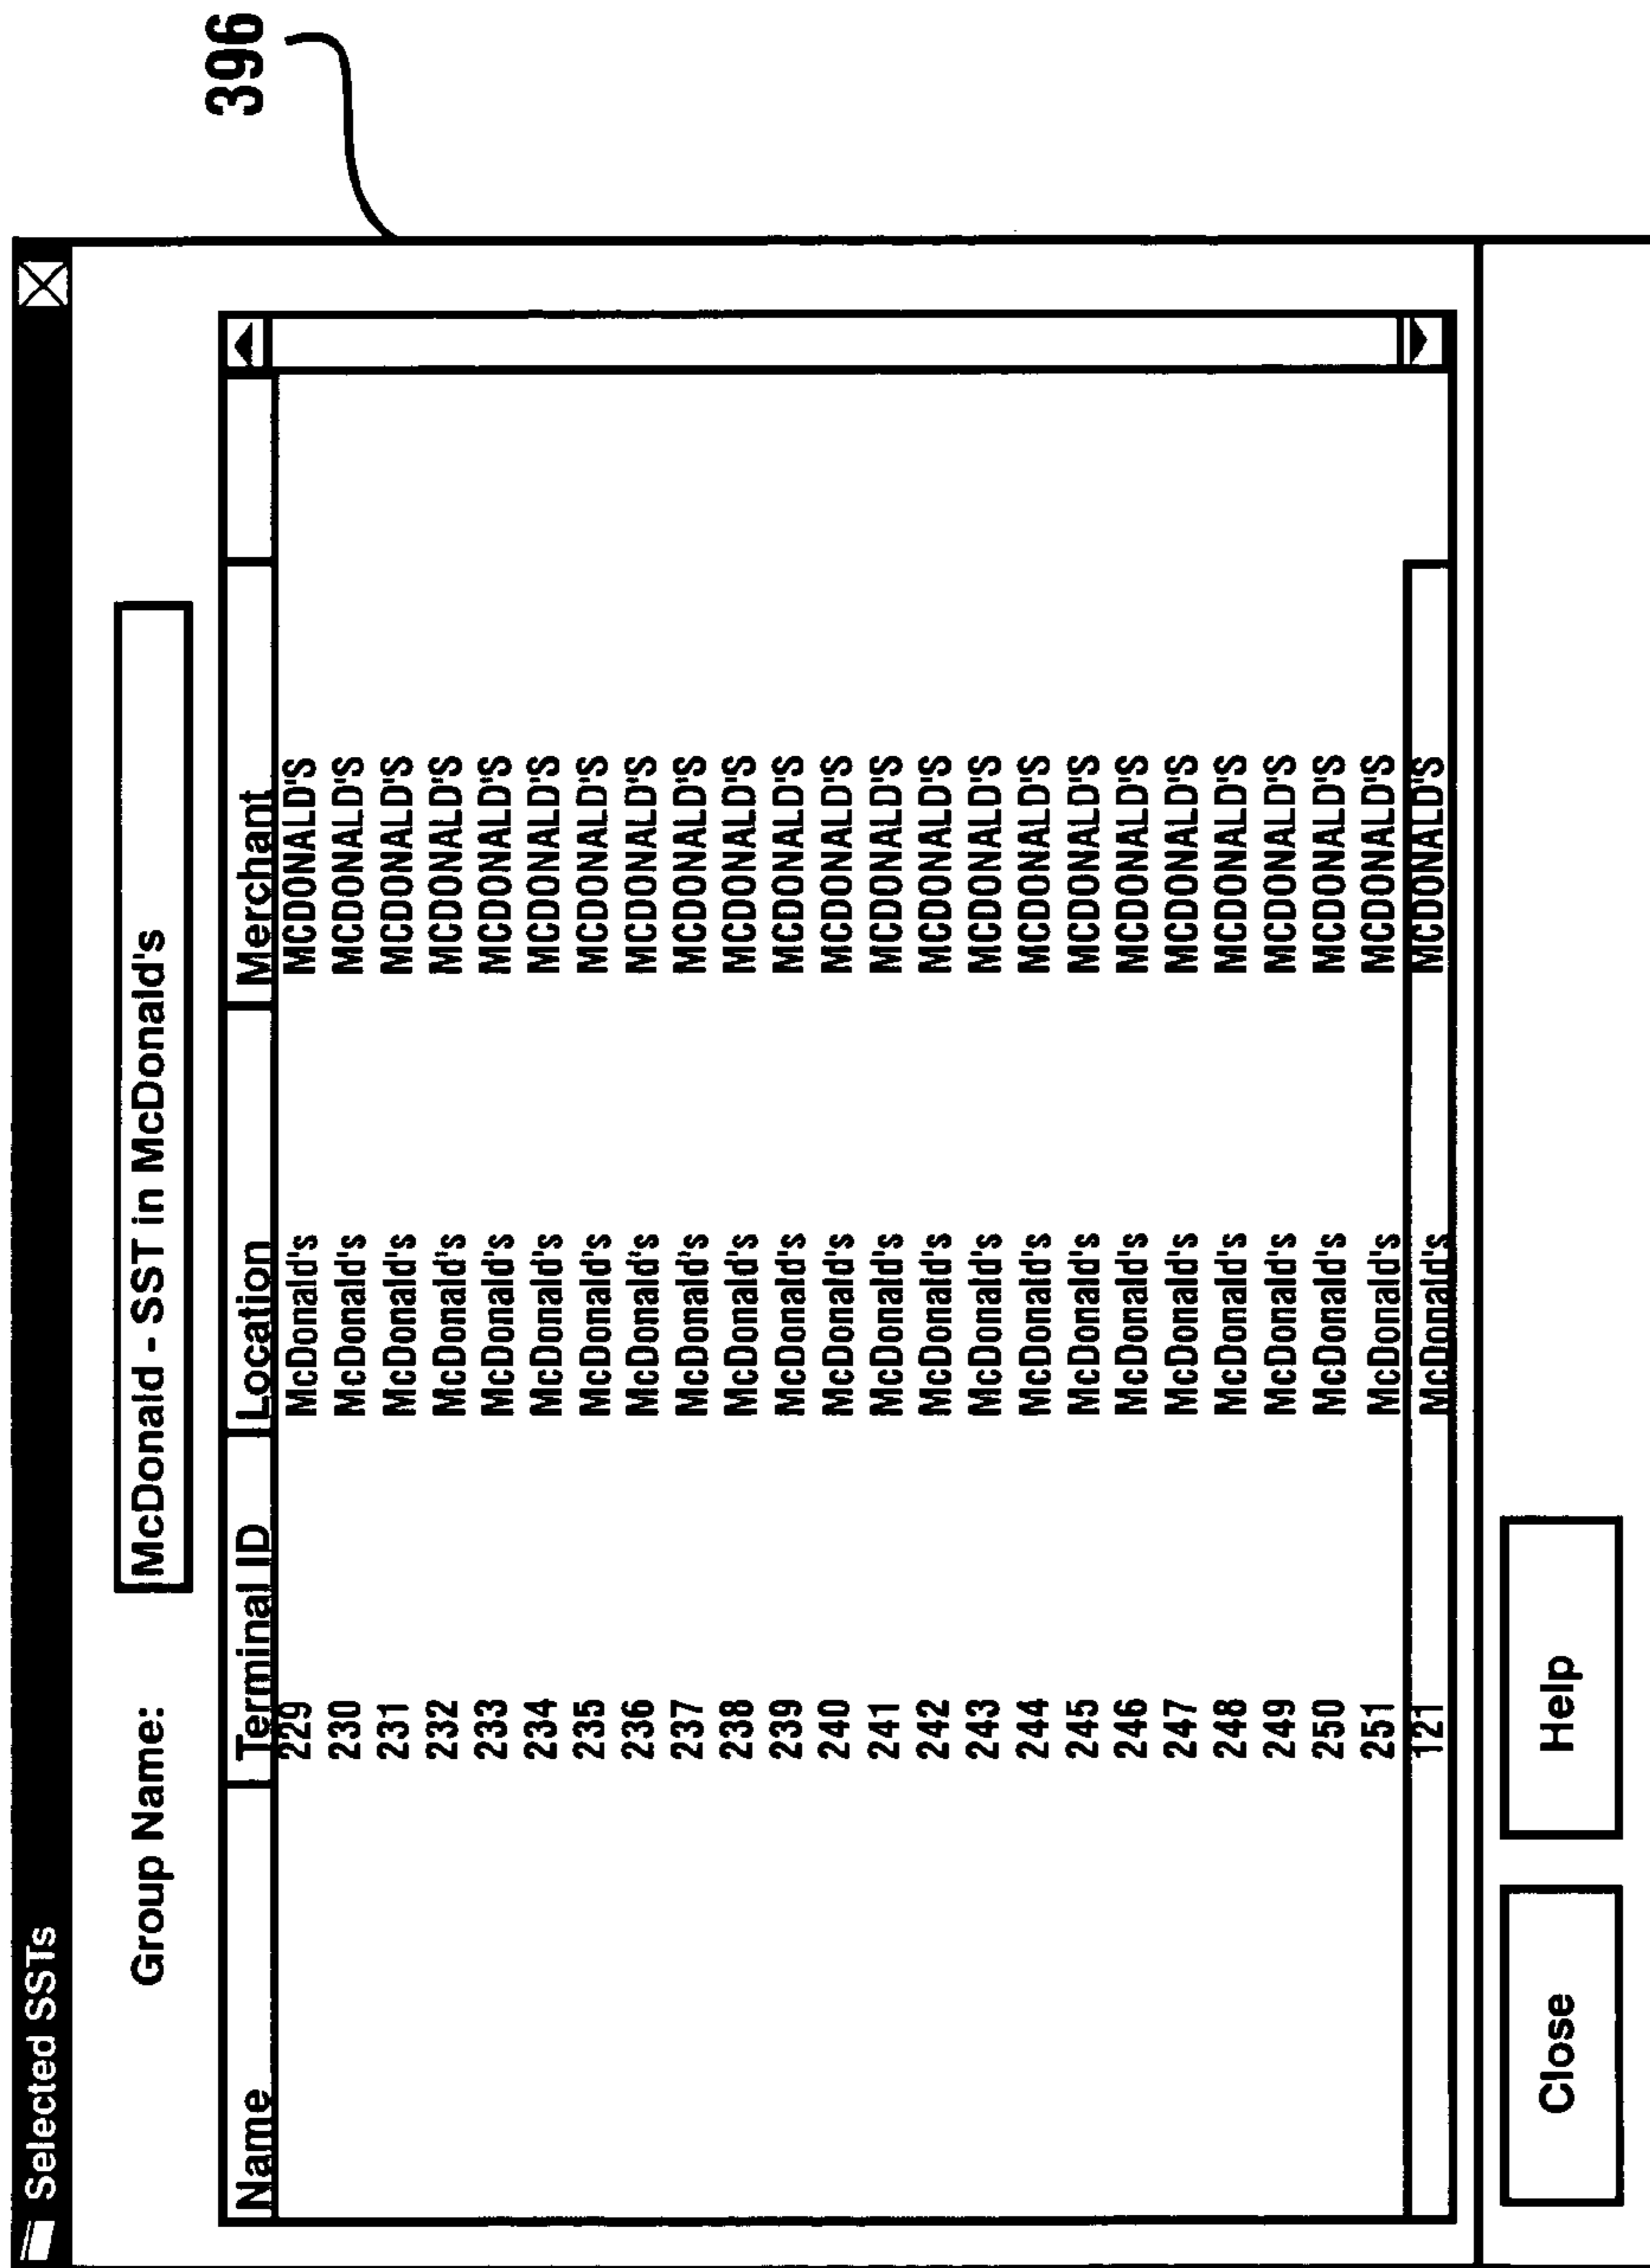 396
Selected SSTs
Group Name: McDonald - SST in McDonald's
Name Terminal ID Location Merchant
229 McDonald's MCDONALD'S
230 McDonald's MCDONALD'S
231 McDonald's MCDONALD'S
232 McDonald's MCDONALD'S
233 McDonald's MCDONALD'S
234 McDonald's MCDONALD'S
235 McDonald's MCDONALD'S
236 McDonald's MCDONALD'S
237 McDonald's MCDONALD'S
238 McDonald's MCDONALD'S
239 McDonald's MCDONALD'S
240 McDonald's MCDONALD'S
241 McDonald's MCDONALD'S
242 McDonald's MCDONALD'S
243 McDonald's MCDONALD'S
244 McDonald's MCDONALD'S
245 McDonald's MCDONALD'S
246 McDonald's MCDONALD'S
247 McDonald's MCDONALD'S
248 McDonald's MCDONALD'S
249 McDonald's MCDONALD'S
250 McDonald's MCDONALD'S
251 McDonald's MCDONALD'S
121 McDonald's MCDONALD'S
Close Help